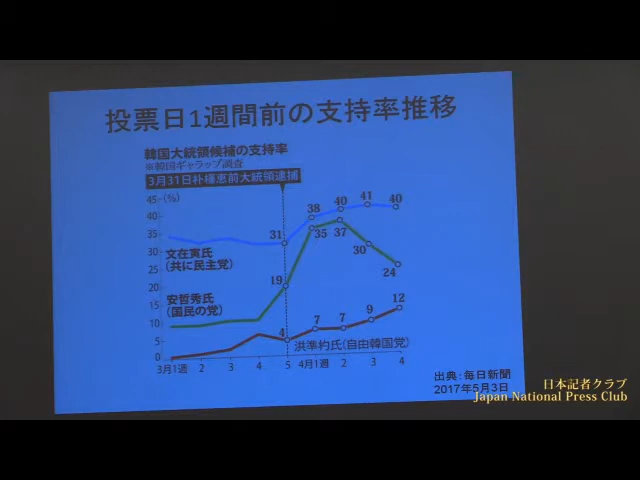 投票日1週間前の支持率推移
韓国大統領候補の支持率
※韓国ギャラップ調査
3月31日朴槿恵前大統領逮捕
45 (%)
40
35
30
25
20
15
10
5
0
38 40 41 40
31 35 37
30
24
19
文在寅氏
(共に民主党)
安哲秀氏
(国民の党)
4 7 7 9 12
洪準杓氏(自由韓国党)
3月1週 2 3 4 5 4月1週 2 3 4
出典:毎日新聞
2017年5月3日
日本記者クラブ
Japan National Press Club